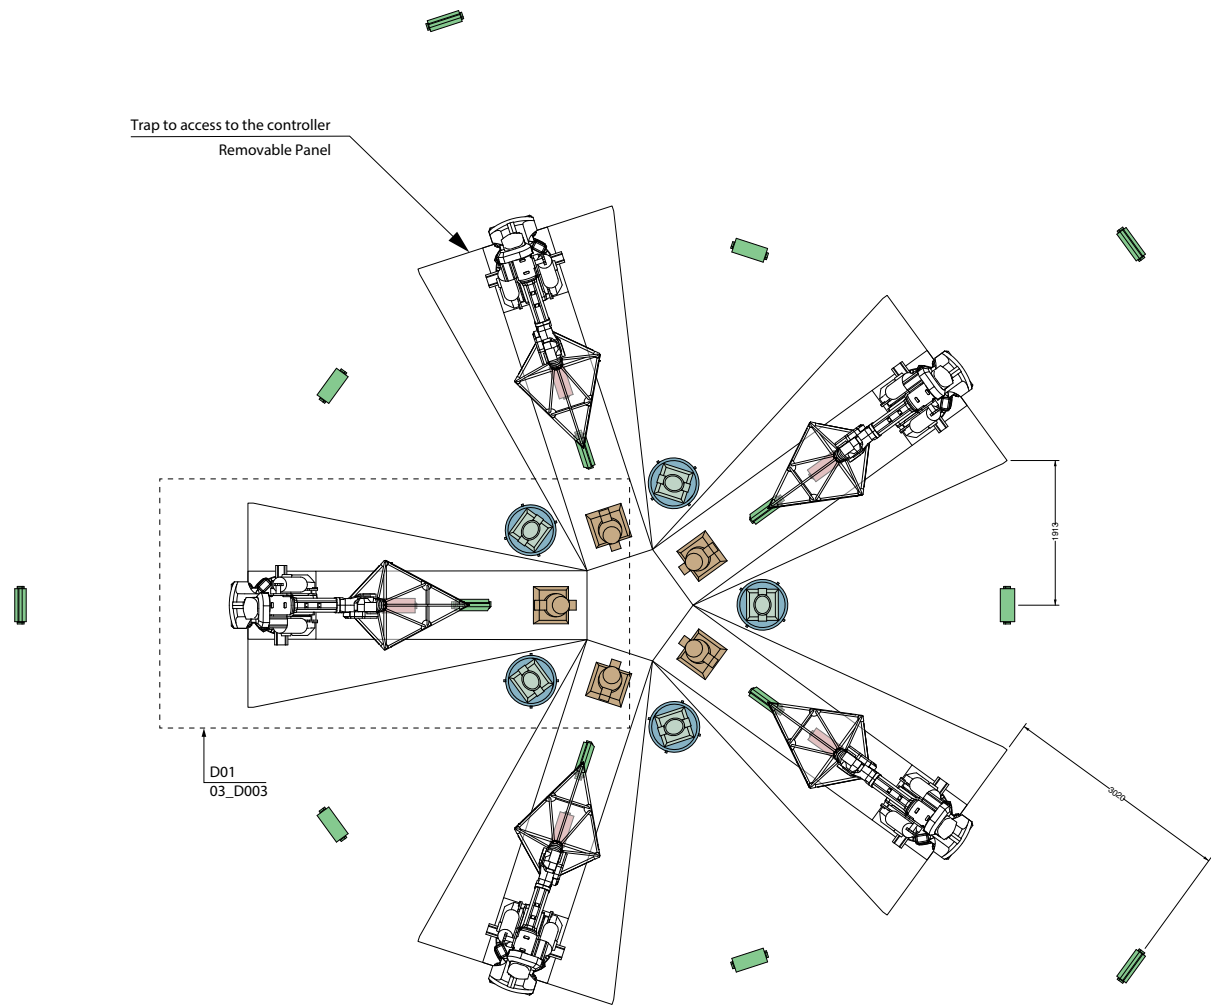 Trap to access to the controller
Removable Panel
1913
D01
03_D003
3020